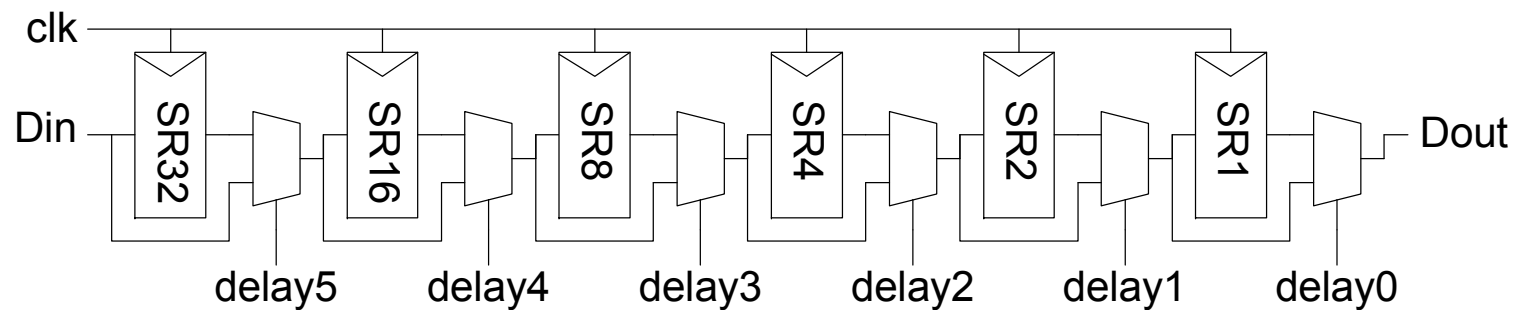 clk
Din
SR32
SR16
SR8
SR4
SR2
SR1
Dout
delay5
delay4
delay3
delay2
delay1
delay0